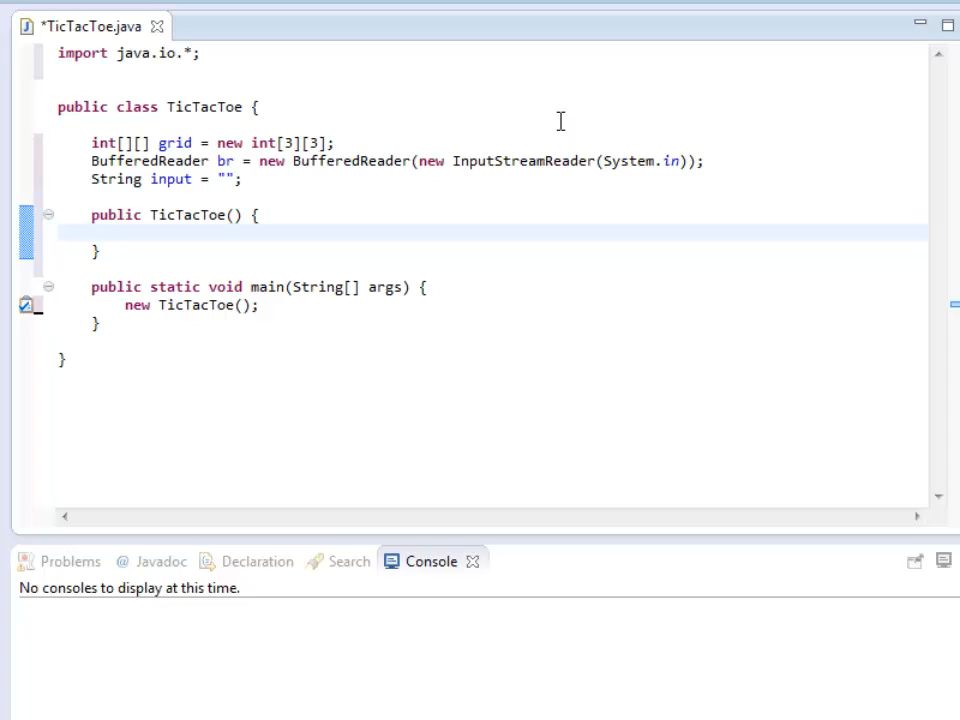 *TicTacToe.java
import java.io.*;
public class TicTacToe {
int[][] grid = new int[3][3];
BufferedReader br = new BufferedReader(new InputStreamReader(System.in));
String input = "";
public TicTacToe() {
}
public static void main(String[] args) {
new TicTacToe();
}
}
Problems @ Javadoc Declaration Search Console
No consoles to display at this time.